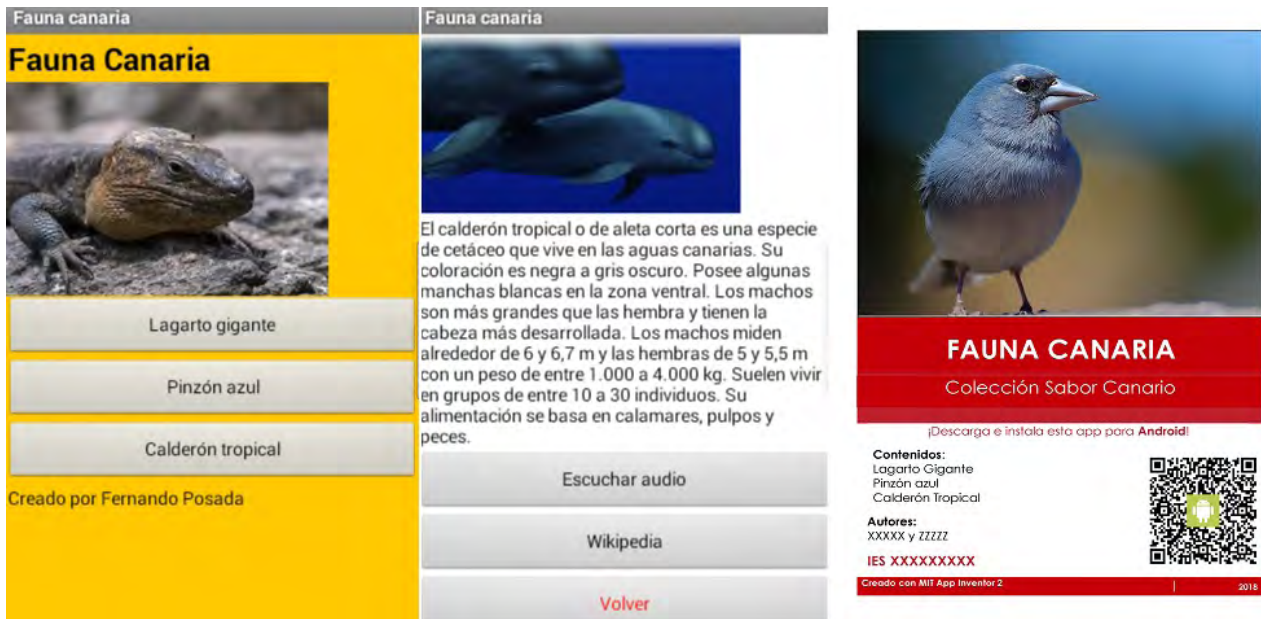 Fauna canaria
Fauna Canaria
Lagarto gigante
Pinzón azul
Calderón tropical
Creado por Fernando Posada
Fauna canaria
El calderón tropical o de aleta corta es una especie
de cetáceo que vive en las aguas canarias. Su
coloración es negra a gris oscuro. Posee algunas
manchas blancas en la zona ventral. Los machos
son más grandes que las hembra y tienen la
cabeza más desarrollada. Los machos miden
alrededor de 6 y 6,7 m y las hembras de 5 y 5,5 m
con un peso de entre 1.000 a 4.000 kg. Suelen vivir
en grupos de entre 10 a 30 individuos. Su
alimentación se basa en calamares, pulpos y
peces.
Escuchar audio
Wikipedia
Volver
FAUNA CANARIA
Colección Sabor Canario
¡Descarga e instala esta app para Android!
Contenidos:
Lagarto Gigante
Pinzón azul
Calderón Tropical
Autores:
XXXXX y ZZZZZ
IES XXXXXXXXX
Creado con MIT App Inventor 2
2018